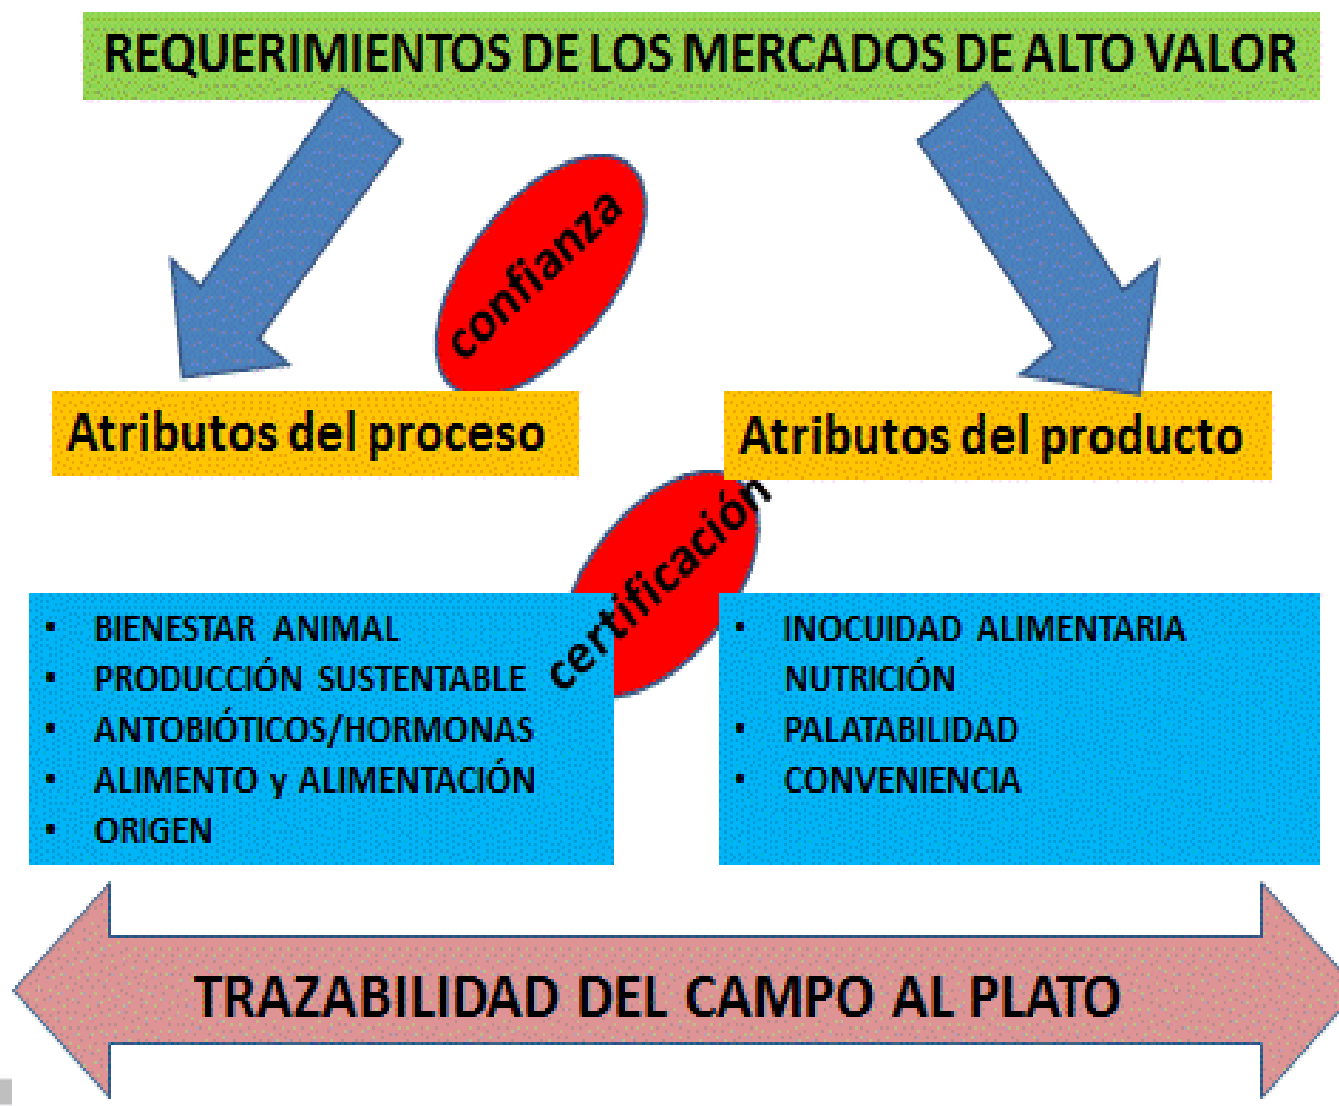 REQUERIMIENTOS DE LOS MERCADOS DE ALTO VALOR
confianza
Atributos del proceso
Atributos del producto
certificación
• BIENESTAR ANIMAL
• PRODUCCIÓN SUSTENTABLE
• ANTOBIÓTICOS/HORMONAS
• ALIMENTO y ALIMENTACIÓN
• ORIGEN
• INOCUIDAD ALIMENTARIA
NUTRICIÓN
• PALATABILIDAD
• CONVENIENCIA
TRAZABILIDAD DEL CAMPO AL PLATO